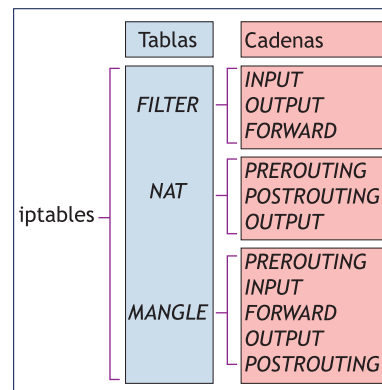 Tablas
Cadenas
iptables
FILTER
INPUT
OUTPUT
FORWARD
NAT
PREROUTING
POSTROUTING
OUTPUT
MANGLE
PREROUTING
INPUT
FORWARD
OUTPUT
POSTROUTING